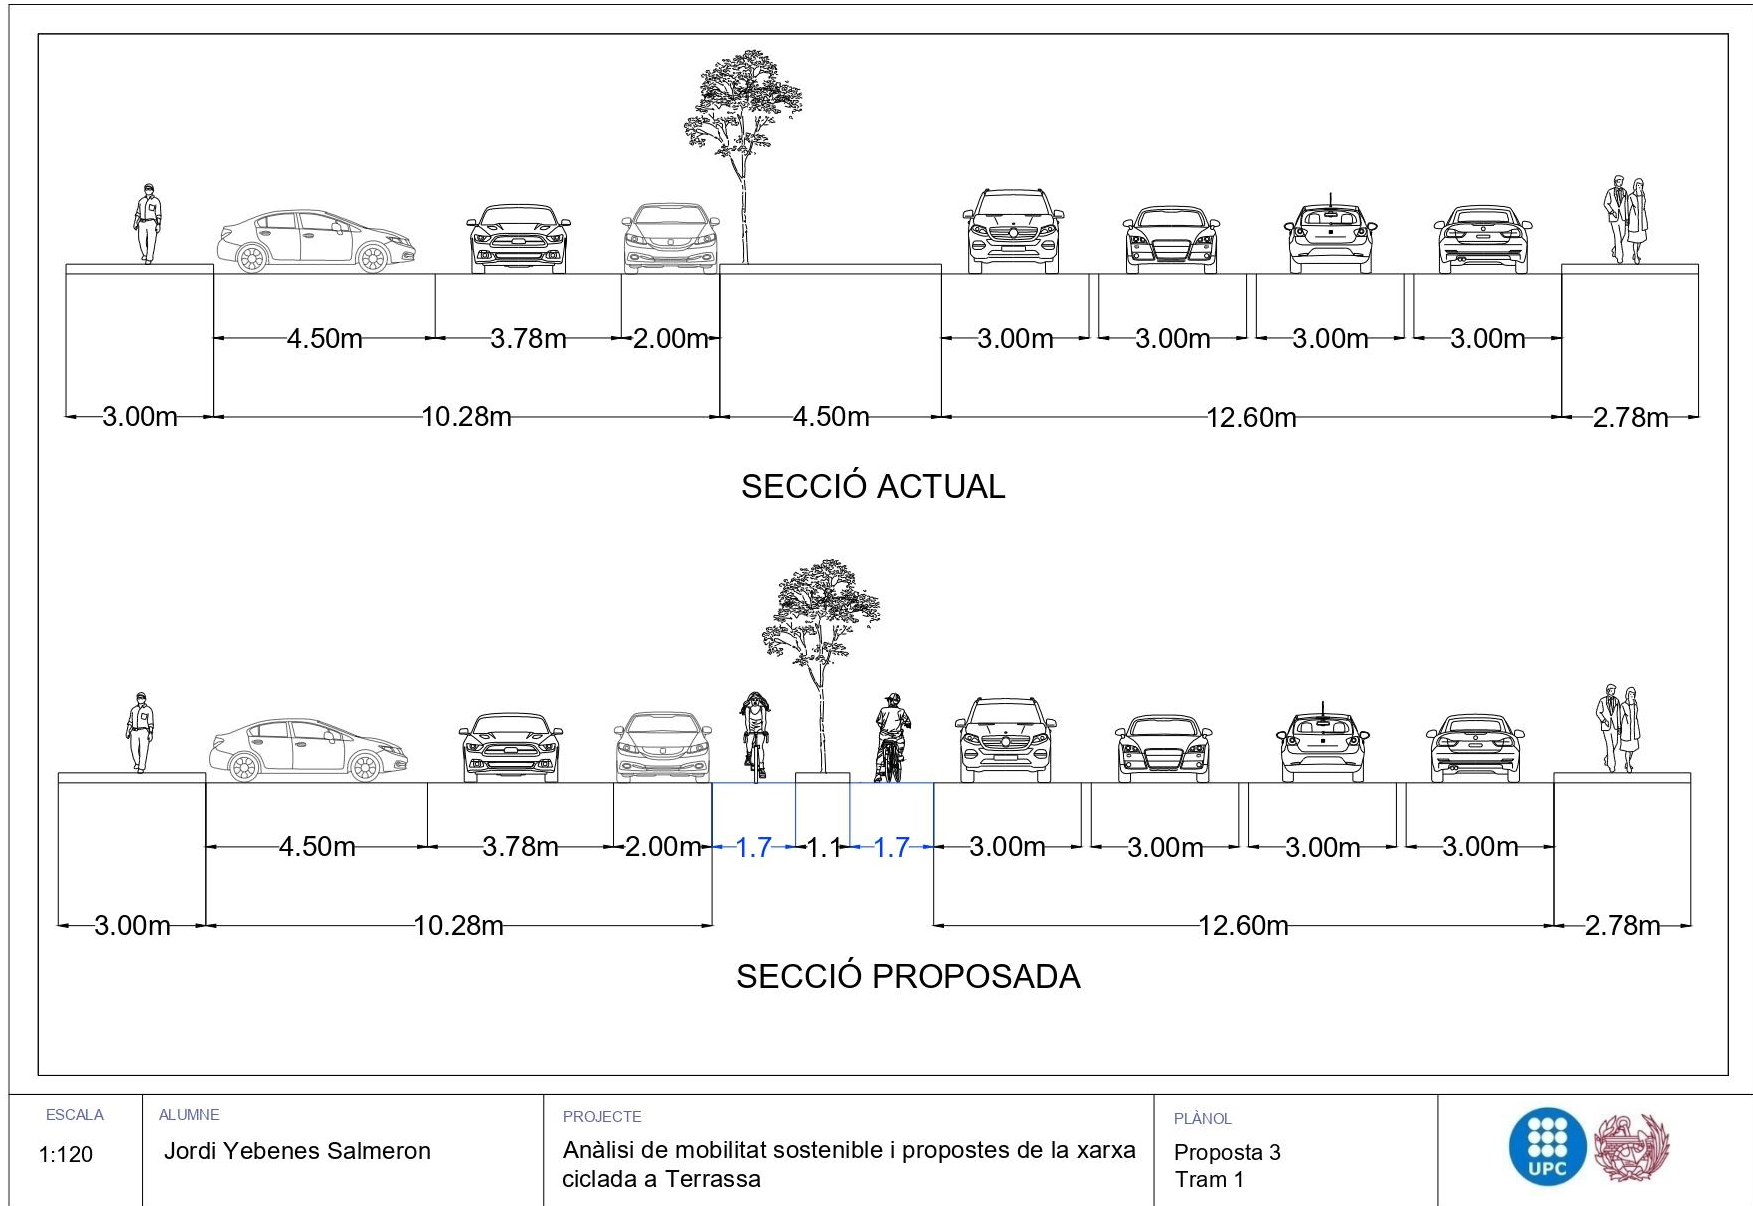 4.50m 3.78m 2.00m 3.00m 3.00m 3.00m 3.00m
3.00m 10.28m 4.50m 12.60m 2.78m
SECCIÓ ACTUAL
4.50m 3.78m 2.00m 1.7 1.1 1.7 3.00m 3.00m 3.00m 3.00m
3.00m 10.28m 12.60m 2.78m
SECCIÓ PROPOSADA
ESCALA
1:120
ALUMNE
Jordi Yebenes Salmeron
PROJECTE
Anàlisi de mobilitat sostenible i propostes de la xarxa
ciclada a Terrassa
PLÀNOL
Proposta 3
Tram 1
UPC